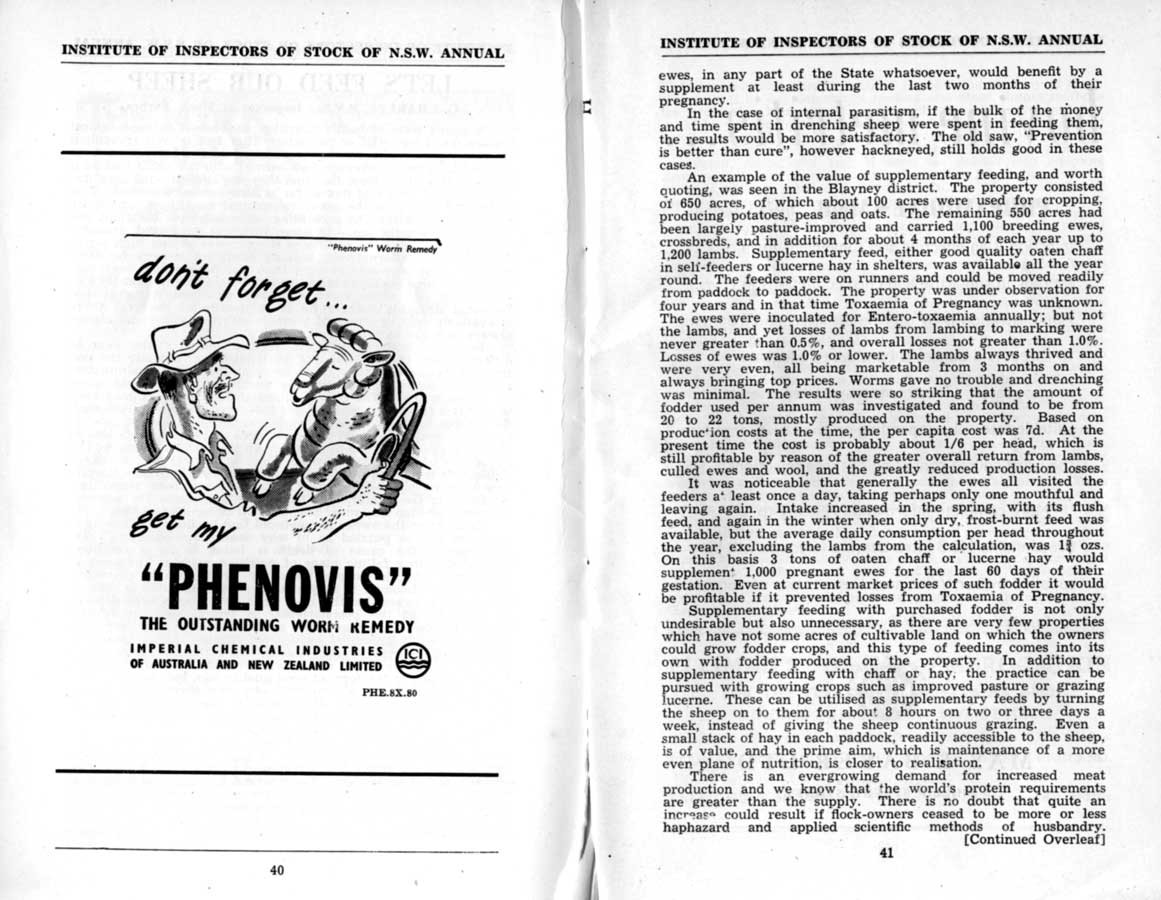 INSTITUTE OF INSPECTORS OF STOCK OF N.S.W. ANNUAL
"Phenovis" Worm Remedy
don't forget...
get my
"PHENOVIS"
THE OUTSTANDING WORM REMEDY
IMPERIAL CHEMICAL INDUSTRIES
OF AUSTRALIA AND NEW ZEALAND LIMITED
ICI
PHE.8X.80
40
INSTITUTE OF INSPECTORS OF STOCK OF N.S.W. ANNUAL
ewes, in any part of the State whatsoever, would benefit by a
supplement at least during the last two months of their
pregnancy.
In the case of internal parasitism, if the bulk of the money
and time spent in drenching sheep were spent in feeding them,
the results would be more satisfactory. The old saw, "Prevention
is better than cure", however hackneyed, still holds good in these
cases.
An example of the value of supplementary feeding, and worth
quoting, was seen in the Blayney district. The property consisted
of 650 acres, of which about 100 acres were used for cropping,
producing potatoes, peas and oats. The remaining 550 acres had
been largely pasture-improved and carried 1,100 breeding ewes,
crossbreds, and in addition for about 4 months of each year up to
1,200 lambs. Supplementary feed, either good quality oaten chaff
in self-feeders or lucerne hay in shelters, was available all the year
round. The feeders were on runners and could be moved readily
from paddock to paddock. The property was under observation for
four years and in that time Toxaemia of Pregnancy was unknown.
The ewes were inoculated for Entero-toxaemia annually; but not
the lambs, and yet losses of lambs from lambing to marking were
never greater than 0.5%, and overall losses not greater than 1.0%.
Losses of ewes was 1.0% or lower. The lambs always thrived and
were very even, all being marketable from 3 months on and
always bringing top prices. Worms gave no trouble and drenching
was minimal. The results were so striking that the amount of
fodder used per annum was investigated and found to be from
20 to 22 tons, mostly produced on the property. Based on
production costs at the time, the per capita cost was 7d. At the
present time the cost is probably about 1/6 per head, which is
still profitable by reason of the greater overall return from lambs,
culled ewes and wool, and the greatly reduced production losses.
It was noticeable that generally the ewes all visited the
feeders at least once a day, taking perhaps only one mouthful and
leaving again. Intake increased in the spring, with its flush
feed, and again in the winter when only dry, frost-burnt feed was
available, but the average daily consumption per head throughout
the year, excluding the lambs from the calculation, was 1¾ ozs.
On this basis 3 tons of oaten chaff or lucerne hay would
supplement 1,000 pregnant ewes for the last 60 days of their
gestation. Even at current market prices of such fodder it would
be profitable if it prevented losses from Toxaemia of Pregnancy.
Supplementary feeding with purchased fodder is not only
undesirable but also unnecessary, as there are very few properties
which have not some acres of cultivable land on which the owners
could grow fodder crops, and this type of feeding comes into its
own with fodder produced on the property. In addition to
supplementary feeding with chaff or hay, the practice can be
pursued with growing crops such as improved pasture or grazing
lucerne. These can be utilised as supplementary feeds by turning
the sheep on to them for about 8 hours on two or three days a
week, instead of giving the sheep continuous grazing. Even a
small stack of hay in each paddock, readily accessible to the sheep,
is of value, and the prime aim, which is maintenance of a more
even plane of nutrition, is closer to realisation.
There is an evergrowing demand for increased meat
production and we know that the world's protein requirements
are greater than the supply. There is no doubt that quite an
increase could result if flock-owners ceased to be more or less
haphazard and applied scientific methods of husbandry.
[Continued Overleaf]
41